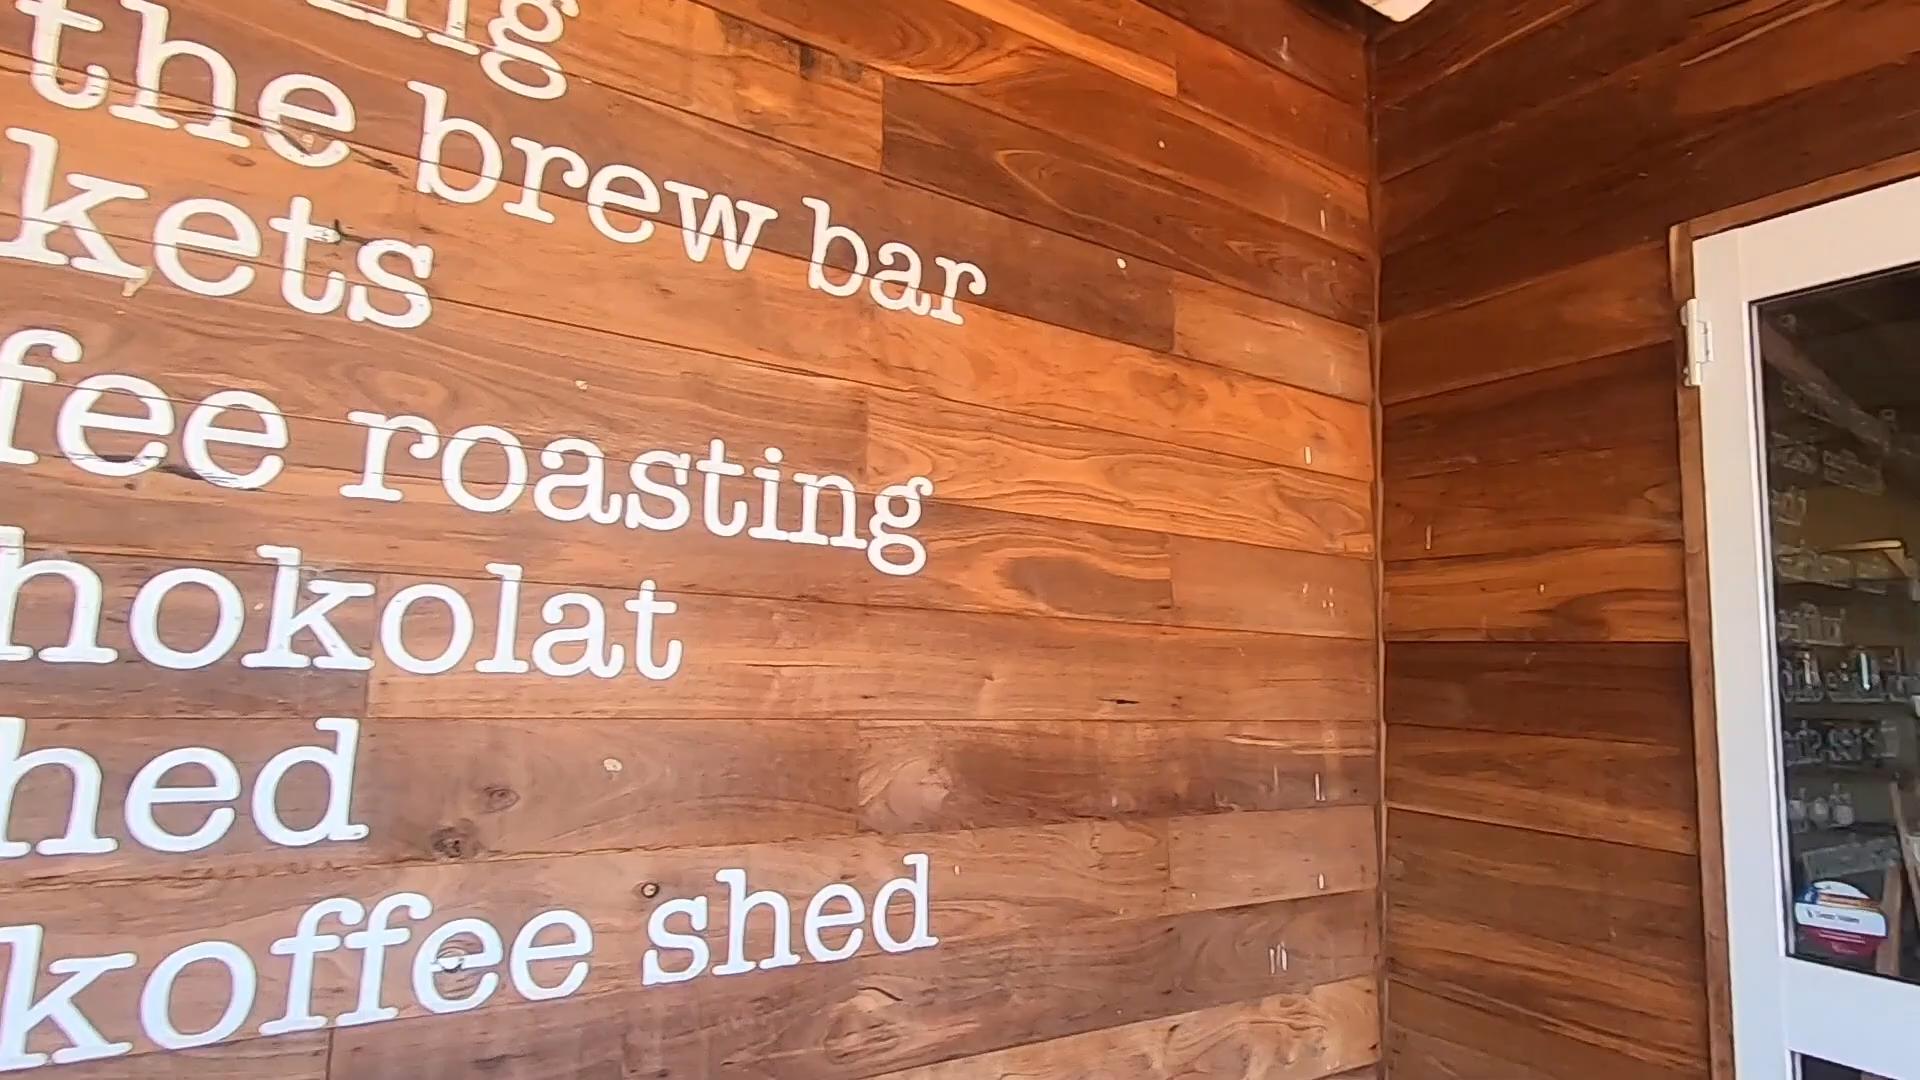 the brew bar
kets
fee roasting
hokolat
hed
koffee shed